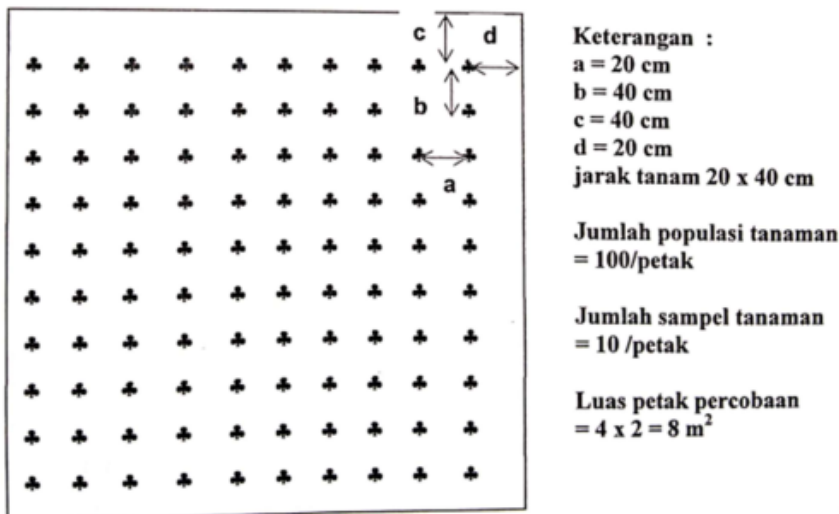 c
d
b
a
Keterangan :
a = 20 cm
b = 40 cm
c = 40 cm
d = 20 cm
jarak tanam 20 x 40 cm
Jumlah populasi tanaman
= 100/petak
Jumlah sampel tanaman
= 10 /petak
Luas petak percobaan
= 4 x 2 = 8 m²